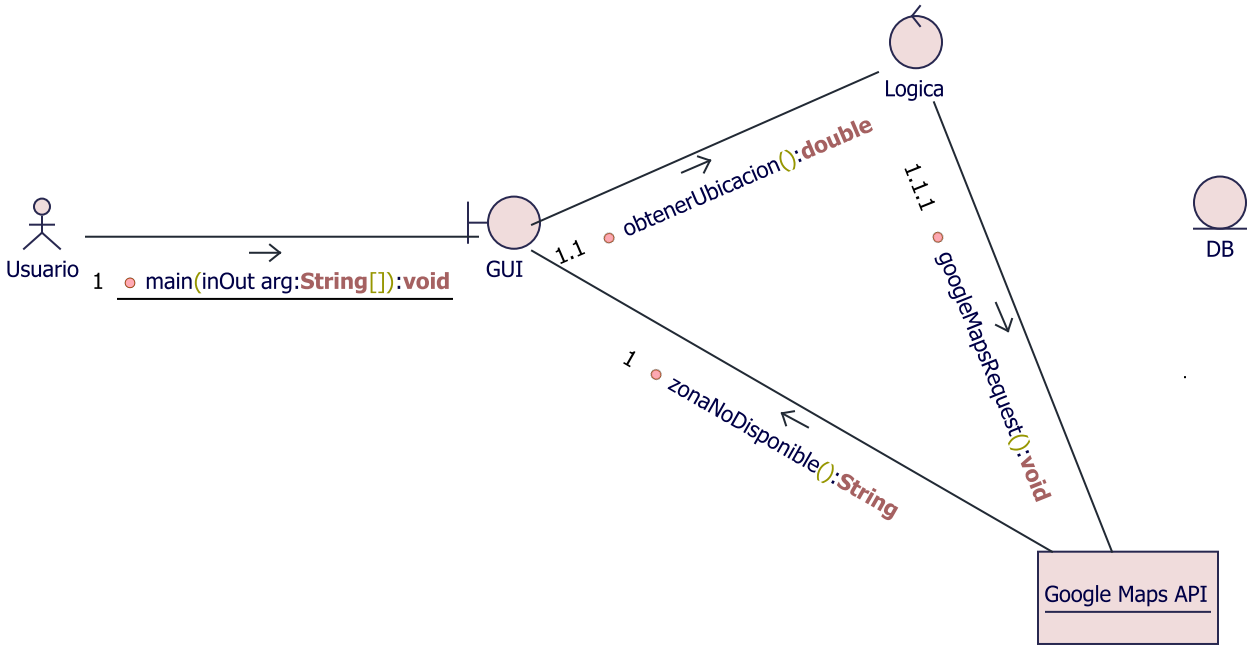 Logica
Usuario
GUI
DB
1 main(inOut arg:String[]):void
1.1 obtenerUbicacion():double
1.1.1 googleMapsRequest():void
1 zonaNoDisponible():String
Google Maps API